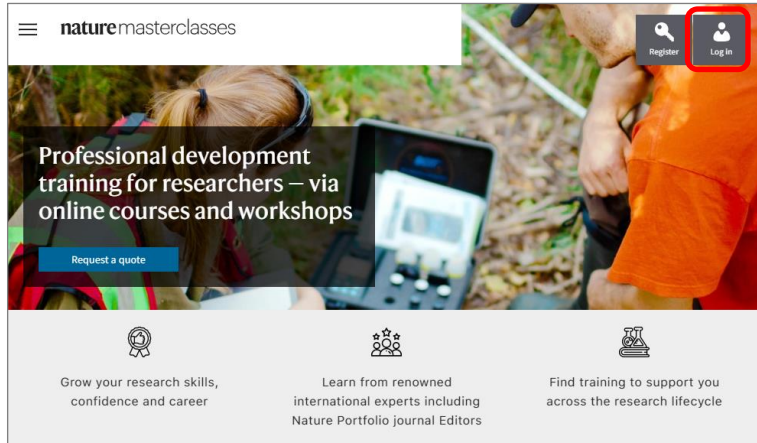 nature masterclasses
Register
Log in
Professional development
training for researchers — via
online courses and workshops
Request a quote
Grow your research skills,
confidence and career
Learn from renowned
international experts including
Nature Portfolio journal Editors
Find training to support you
across the research lifecycle